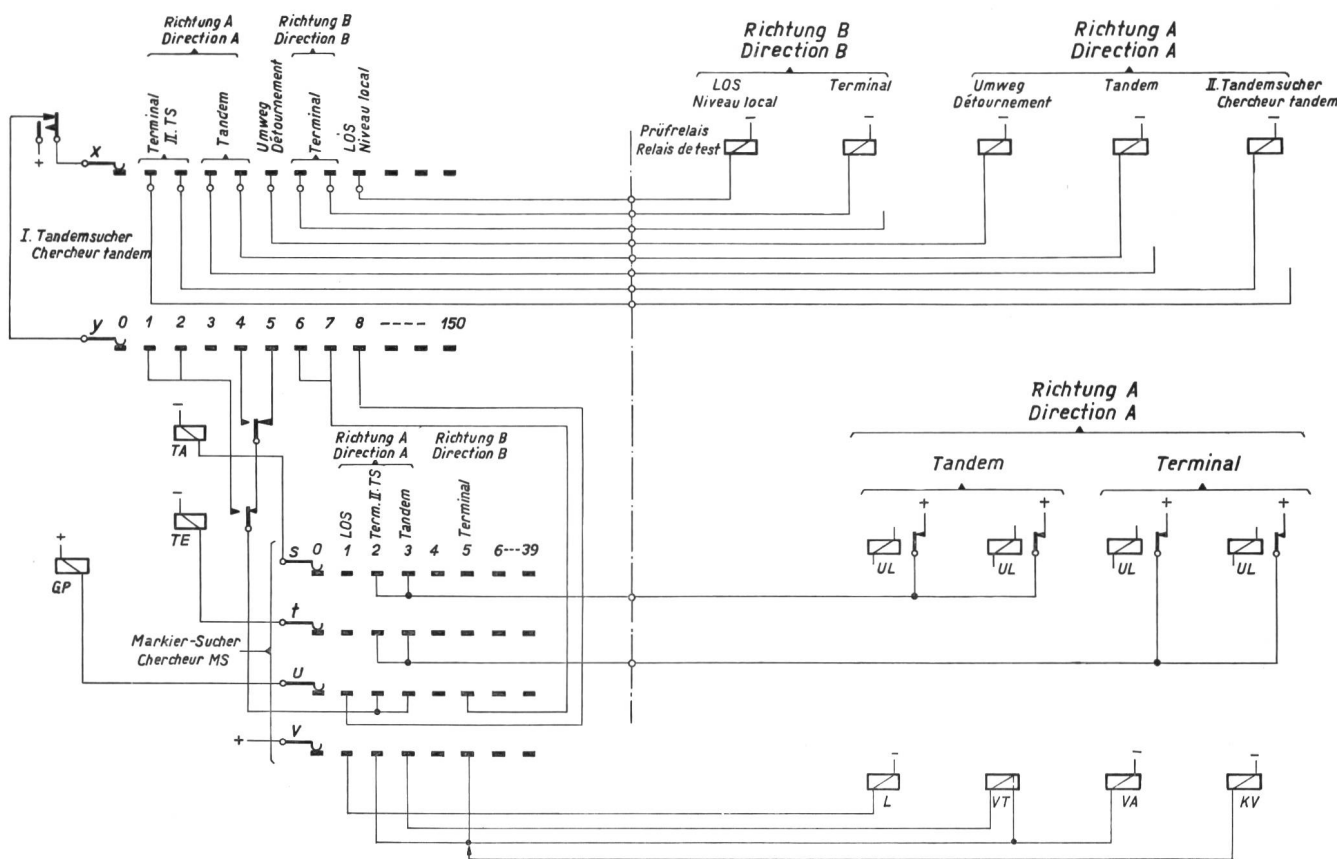 Richtung A
Direction A
Richtung B
Direction B
Terminal
II. TS
Tandem
Umweg
Détournement
Terminal
LOS
Niveau local
x
+
I. Tandemsucher
Chercheur tandem
y 0 1 2 3 4 5 6 7 8 ----- 150
Richtung B
Direction B
Richtung A
Direction A
LOS
Niveau local
Terminal
Umweg
Détournement
Tandem
II. Tandemsucher
Chercheur tandem
Prüfrelais
Relais de test
− − − − −
− TA
− TE
+ GP
Richtung A
Direction A
Richtung B
Direction B
LOS
Term. II. TS
Tandem
Terminal
s 0 1 2 3 4 5 6---39
t
u
+ v
Markier-Sucher
Chercheur MS
Richtung A
Direction A
Tandem
Terminal
+ + + +
UL UL UL UL
− − −
L VT VA KV